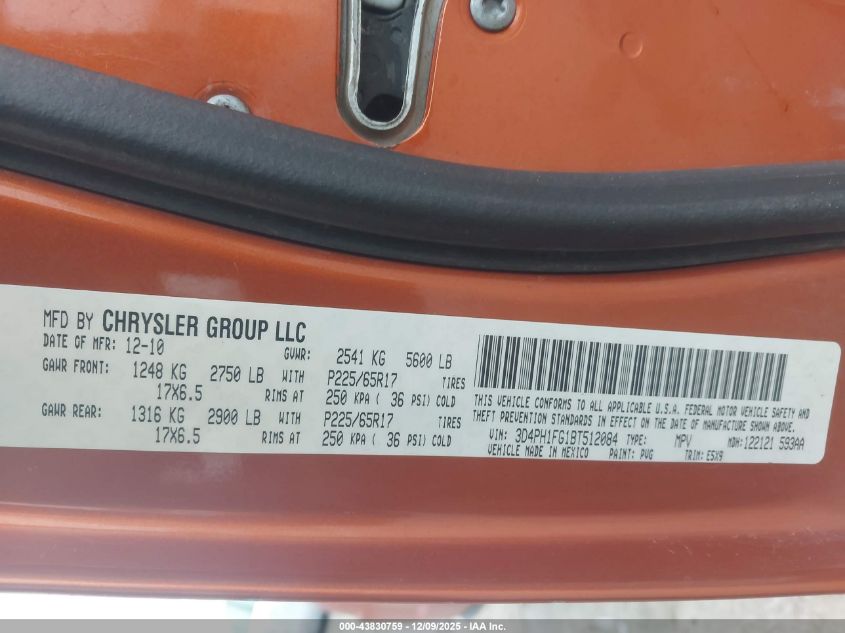 MFD BY CHRYSLER GROUP LLC
DATE OF MFR: 12-10 GVWR: 2541 KG 5600 LB
GAWR FRONT: 1248 KG 2750 LB WITH P225/65R17 TIRES
17X6.5 RIMS AT 250 KPA ( 36 PSI) COLD
GAWR REAR: 1316 KG 2900 LB WITH P225/65R17 TIRES
17X6.5 RIMS AT 250 KPA ( 36 PSI) COLD
THIS VEHICLE CONFORMS TO ALL APPLICABLE U.S.A. FEDERAL MOTOR VEHICLE SAFETY AND
THEFT PREVENTION STANDARDS IN EFFECT ON THE DATE OF MANUFACTURE SHOWN ABOVE.
VIN: 3D4PH1FG1BT512084 TYPE: MPV MDH: 122121 593AA
VEHICLE MADE IN MEXICO PAINT: PVG TRIM: E5X9
000-43830759 - 12/09/2025 - IAA Inc.